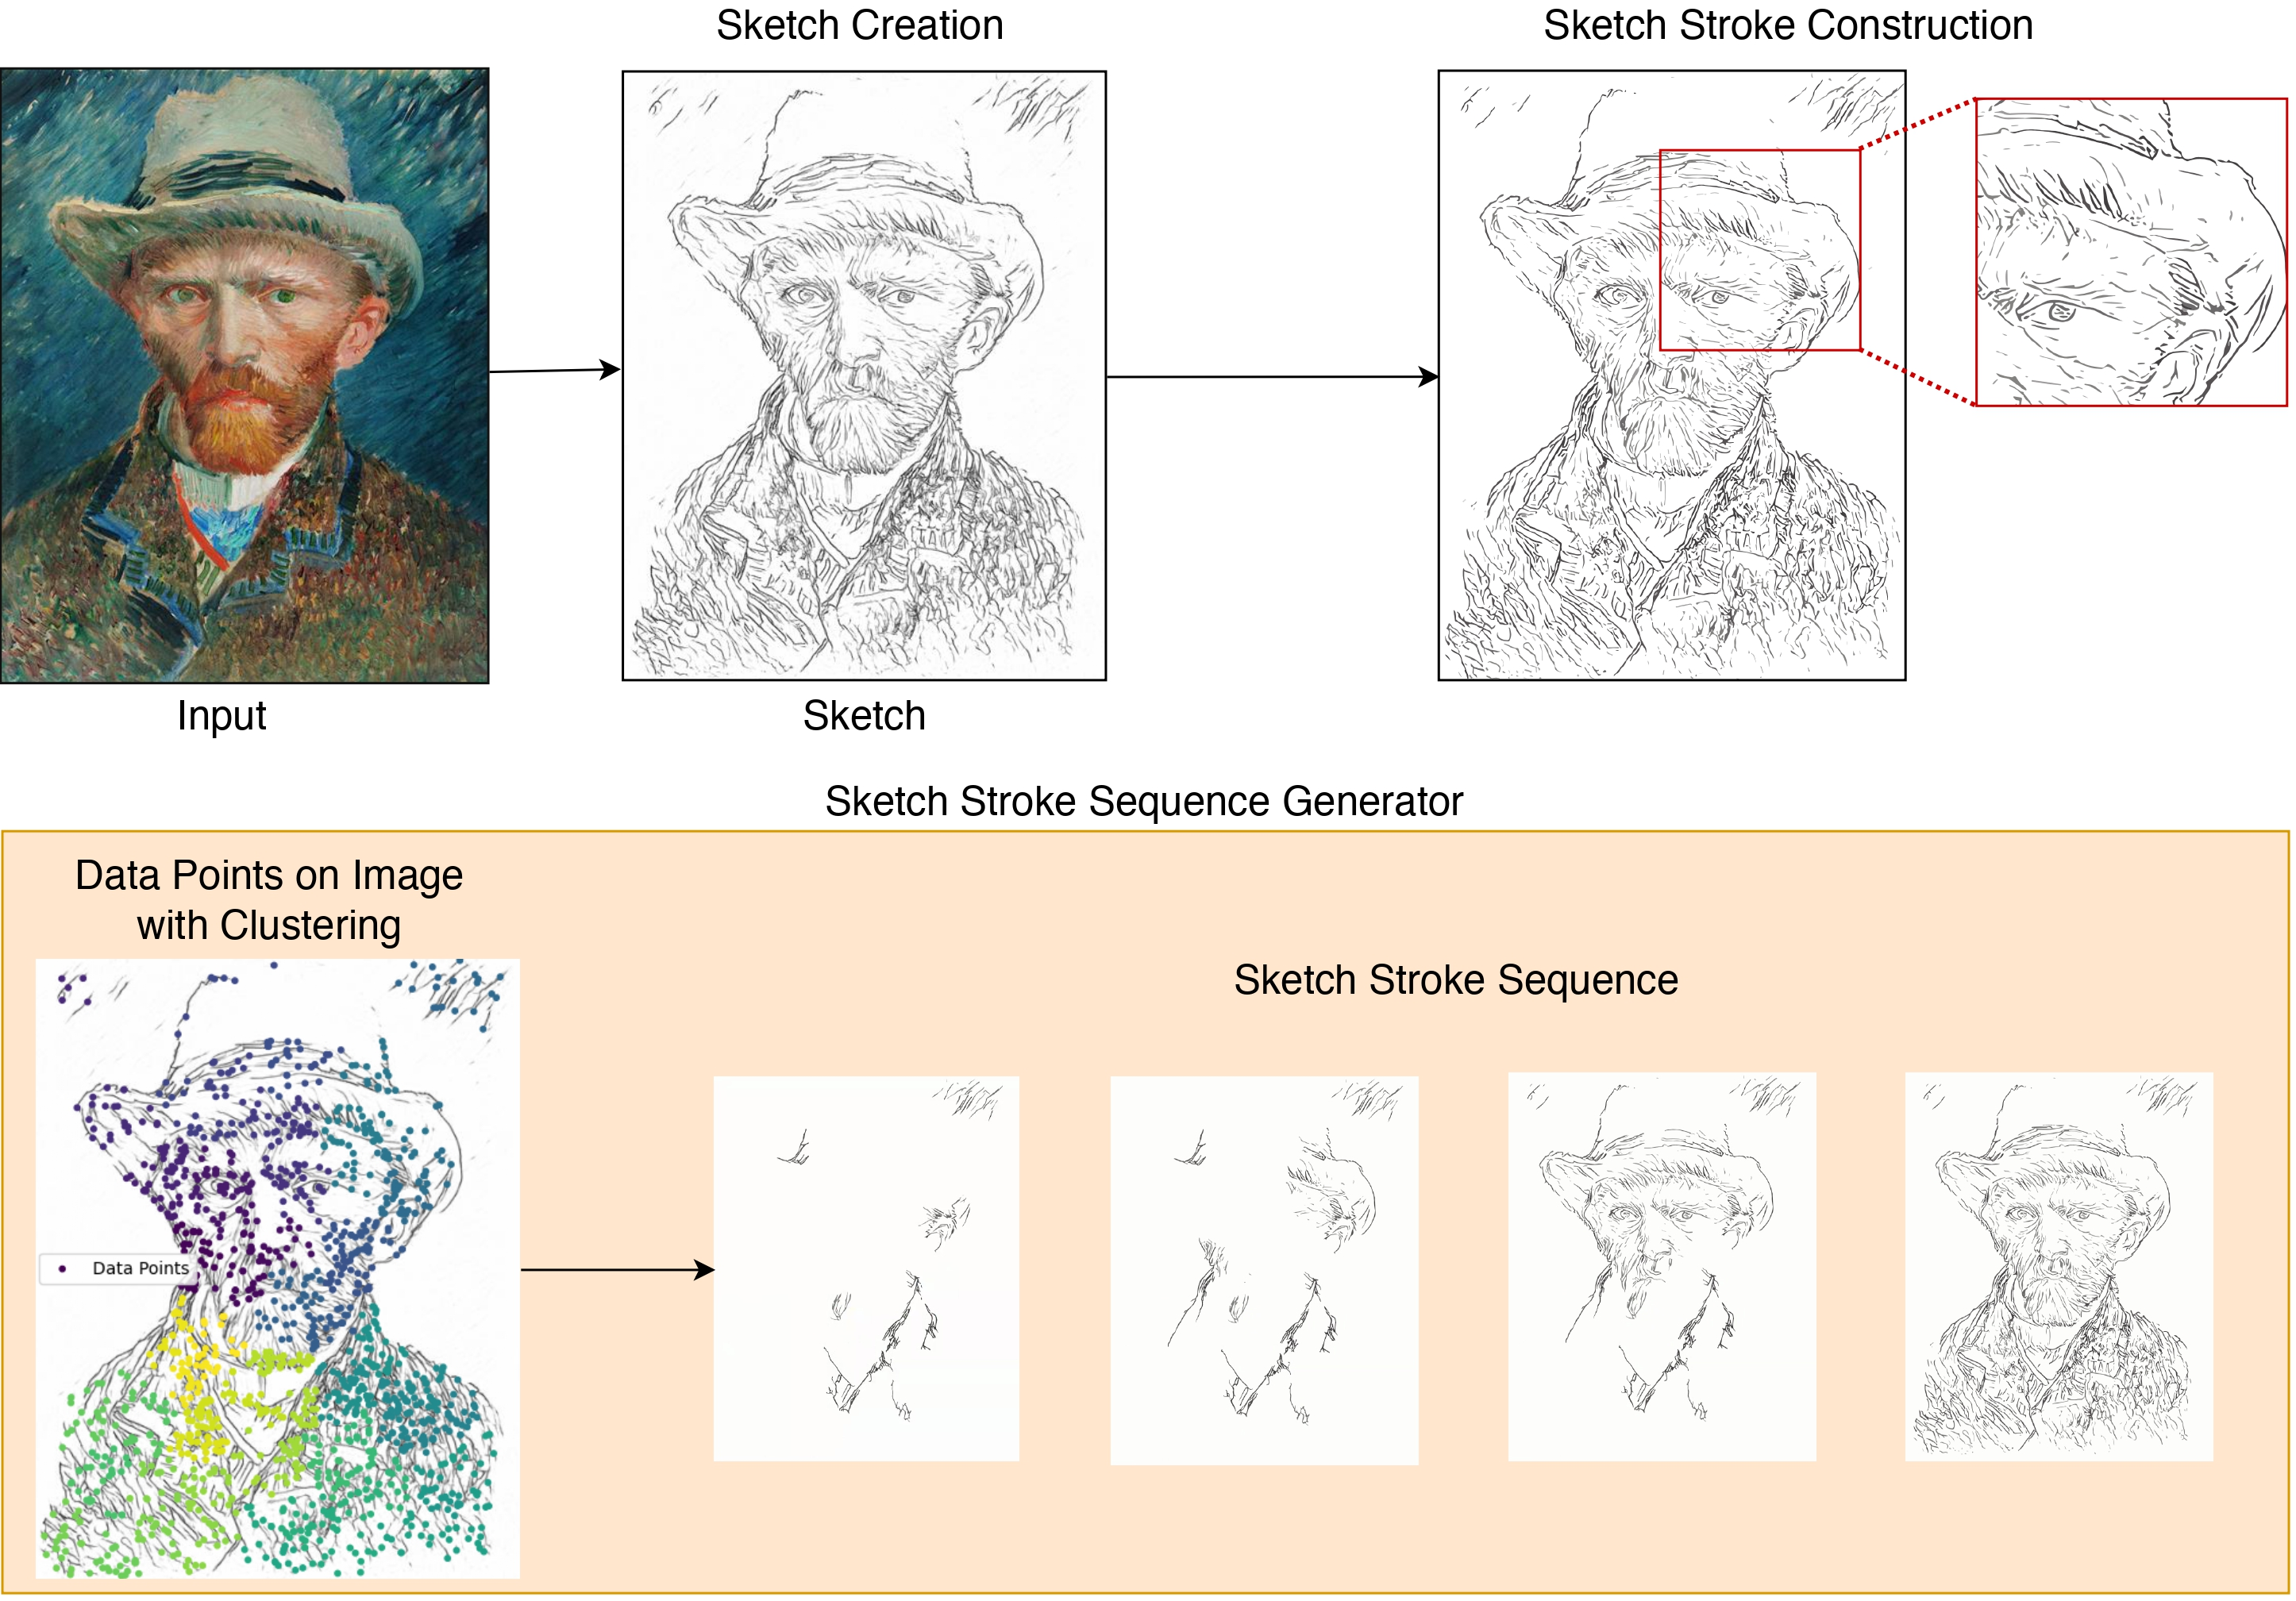 Sketch Creation
Sketch Stroke Construction
Input
Sketch
Sketch Stroke Sequence Generator
Data Points on Image
with Clustering
Sketch Stroke Sequence
Data Points